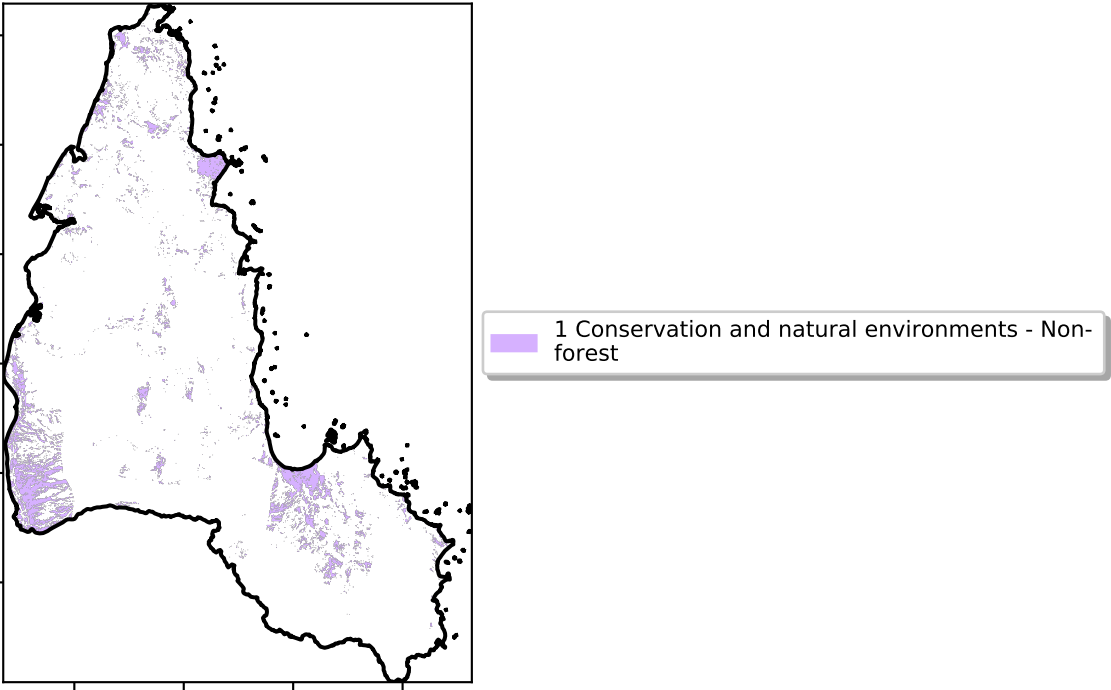 1 Conservation and natural environments - Non-
forest